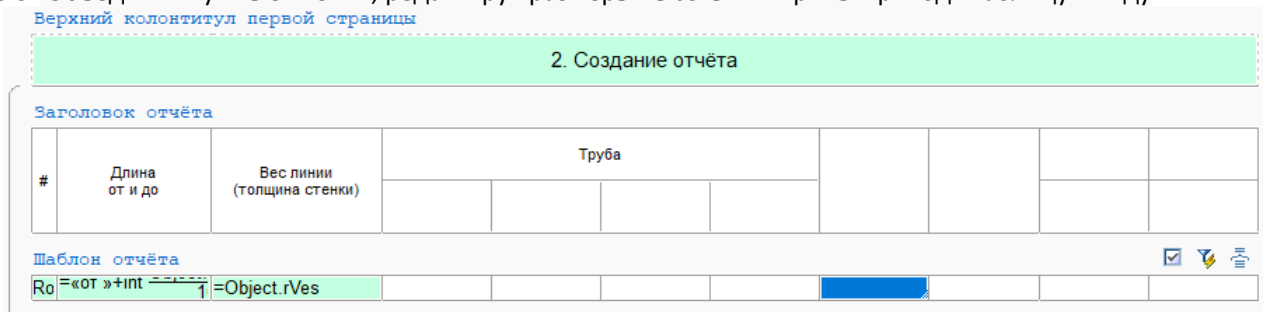 Верхний колонтитул первой страницы
2. Создание отчёта
Заголовок отчёта
#
Длина
от и до
Вес линии
(толщина стенки)
Труба
Шаблон отчёта
Ro =«от »+int 1 =Object.rVes